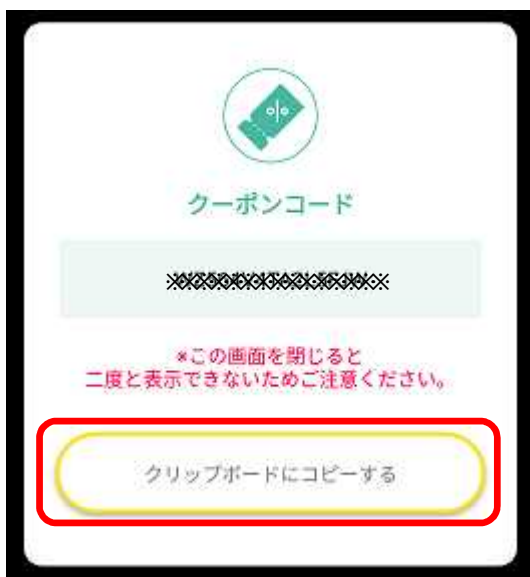 クーポンコード
※この画面を閉じると
二度と表示できないためご注意ください。
クリップボードにコピーする